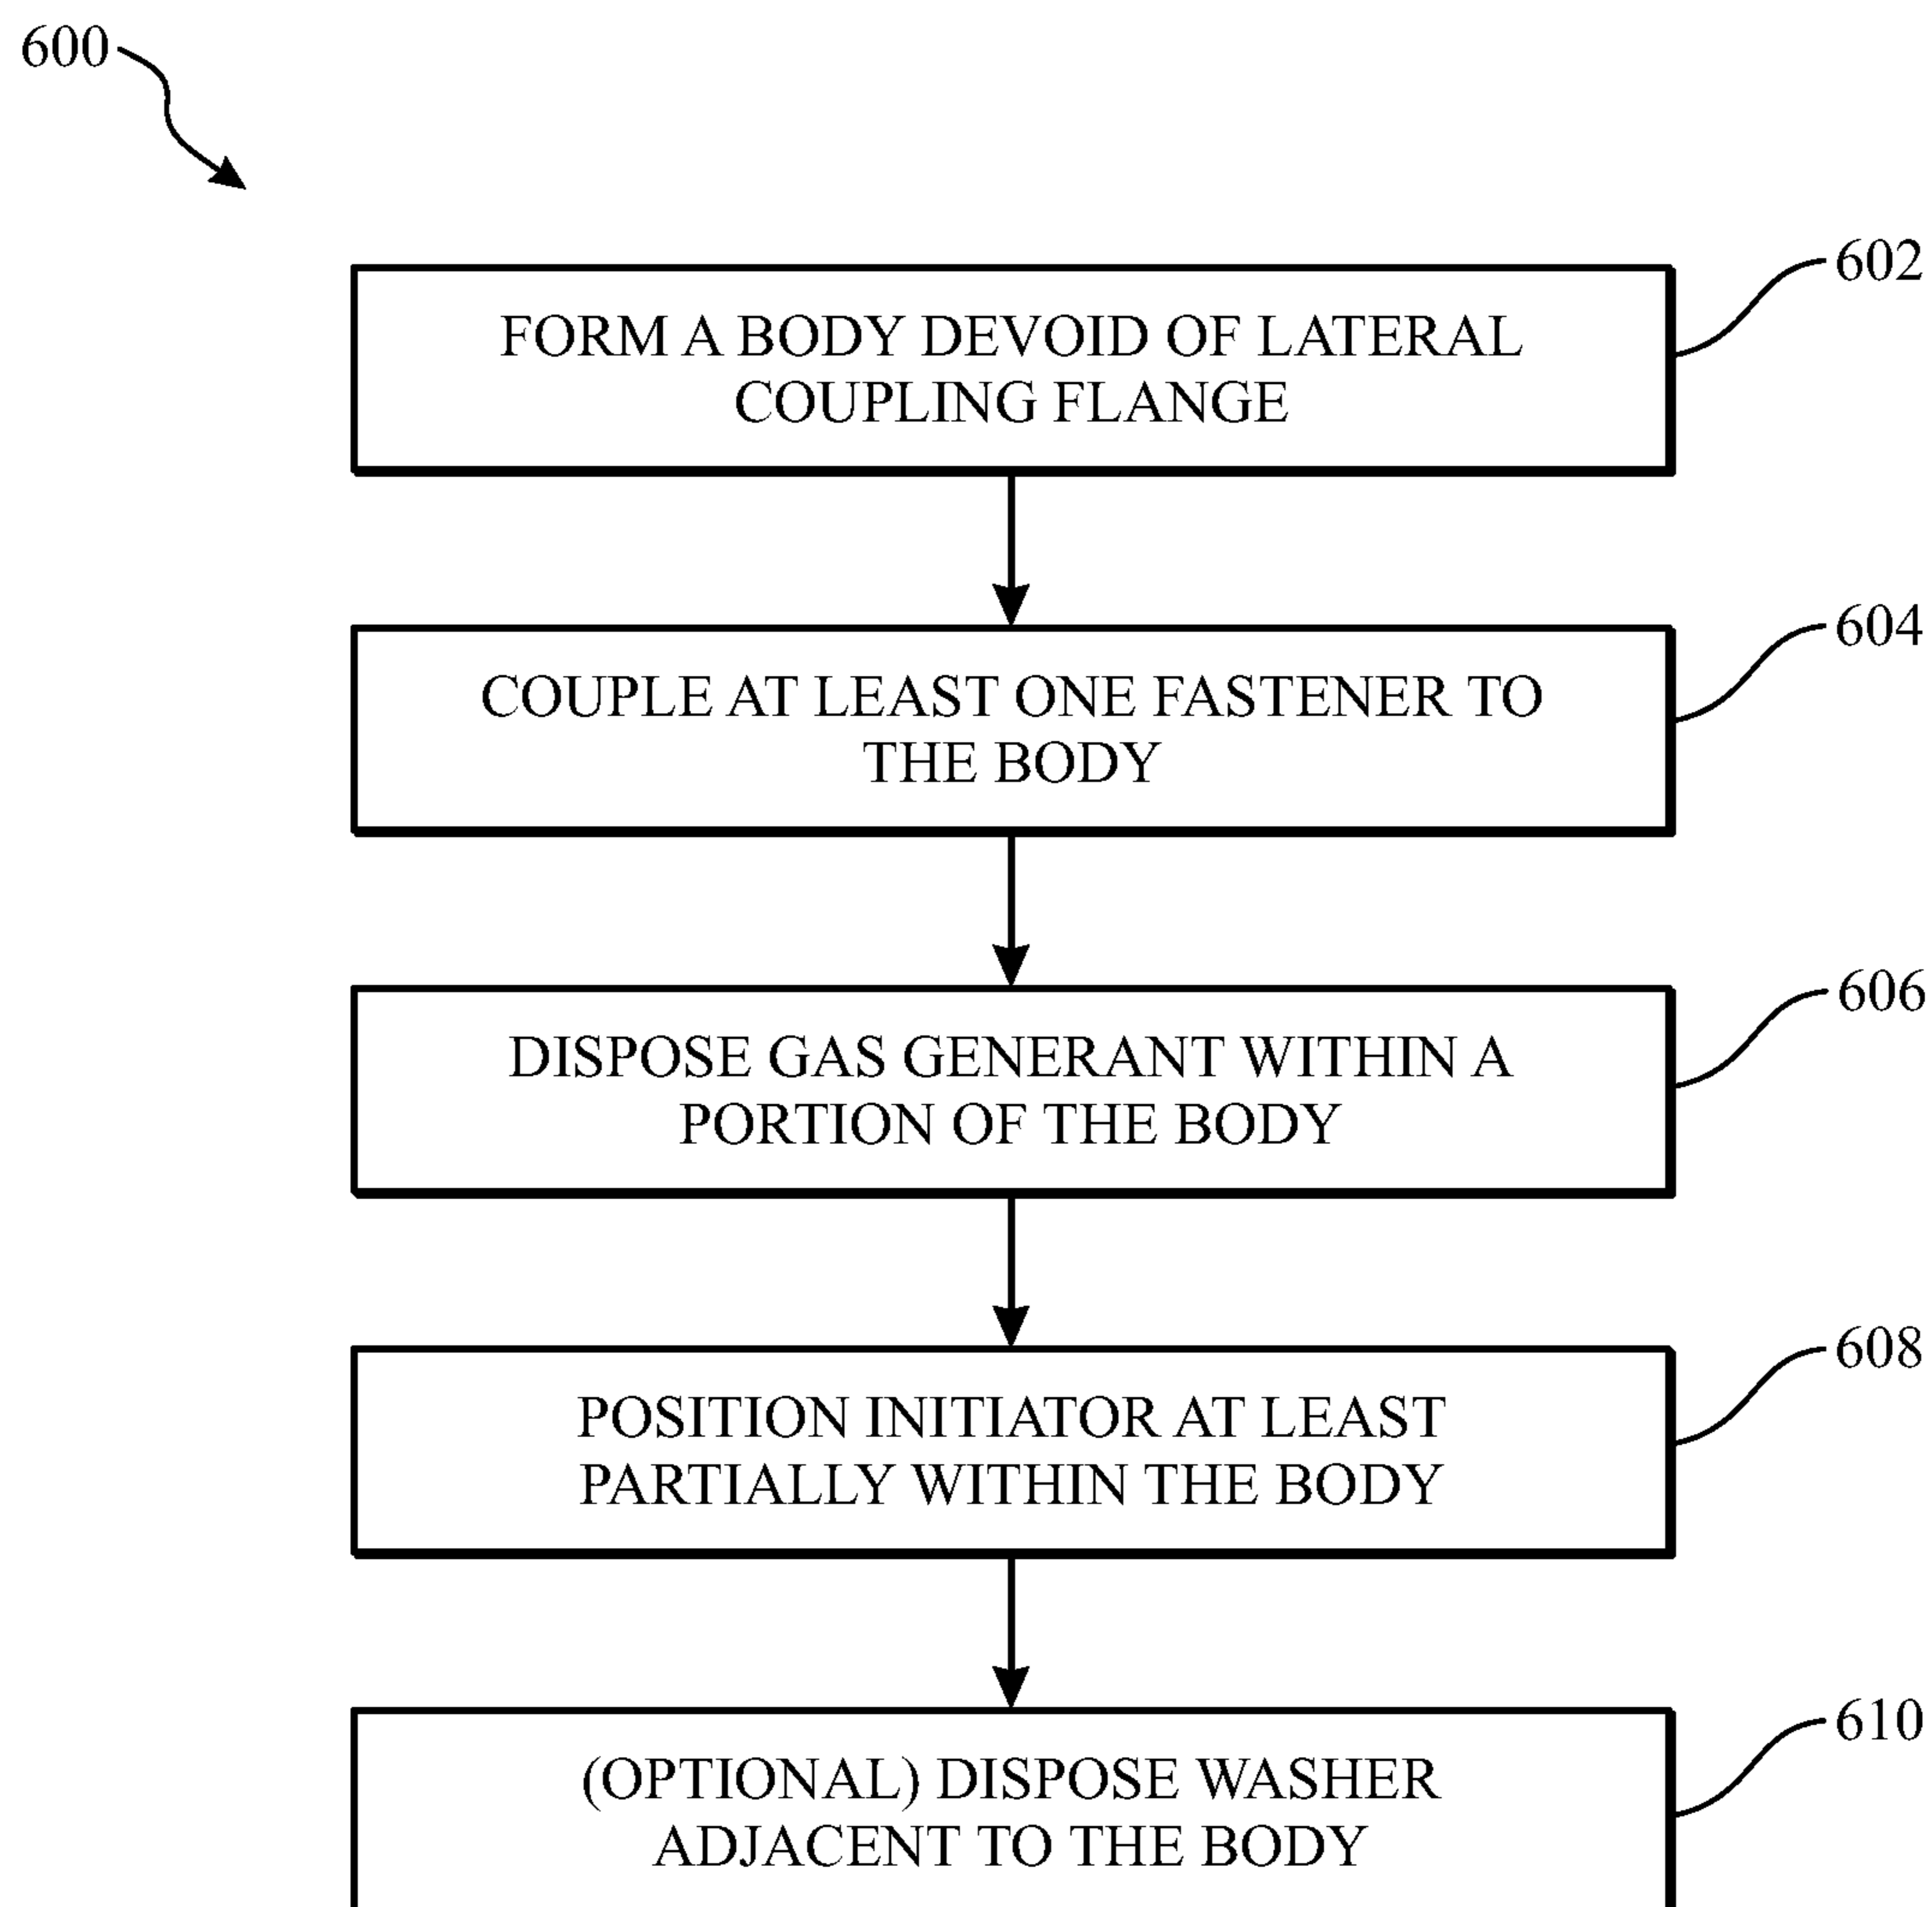 600
602
FORM A BODY DEVOID OF LATERAL
COUPLING FLANGE
604
COUPLE AT LEAST ONE FASTENER TO
THE BODY
606
DISPOSE GAS GENERANT WITHIN A
PORTION OF THE BODY
608
POSITION INITIATOR AT LEAST
PARTIALLY WITHIN THE BODY
610
(OPTIONAL) DISPOSE WASHER
ADJACENT TO THE BODY